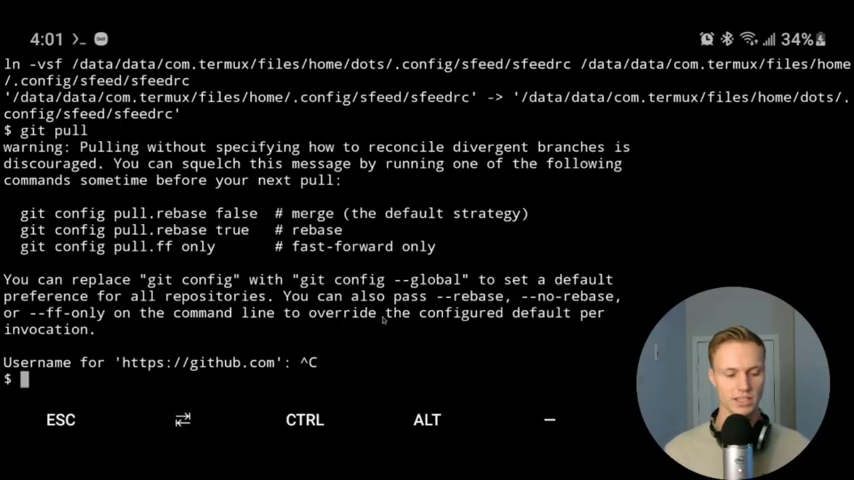 4:01 >_
34%
ln -vsf /data/data/com.termux/files/home/dots/.config/sfeed/sfeedrc /data/data/com.termux/files/home
/.config/sfeed/sfeedrc
'/data/data/com.termux/files/home/.config/sfeed/sfeedrc' -> '/data/data/com.termux/files/home/dots/.
config/sfeed/sfeedrc'
$ git pull
warning: Pulling without specifying how to reconcile divergent branches is
discouraged. You can squelch this message by running one of the following
commands sometime before your next pull:
git config pull.rebase false  # merge (the default strategy)
git config pull.rebase true   # rebase
git config pull.ff only       # fast-forward only
You can replace "git config" with "git config --global" to set a default
preference for all repositories. You can also pass --rebase, --no-rebase,
or --ff-only on the command line to override the configured default per
invocation.
Username for 'https://github.com': ^C
$
ESC CTRL ALT —